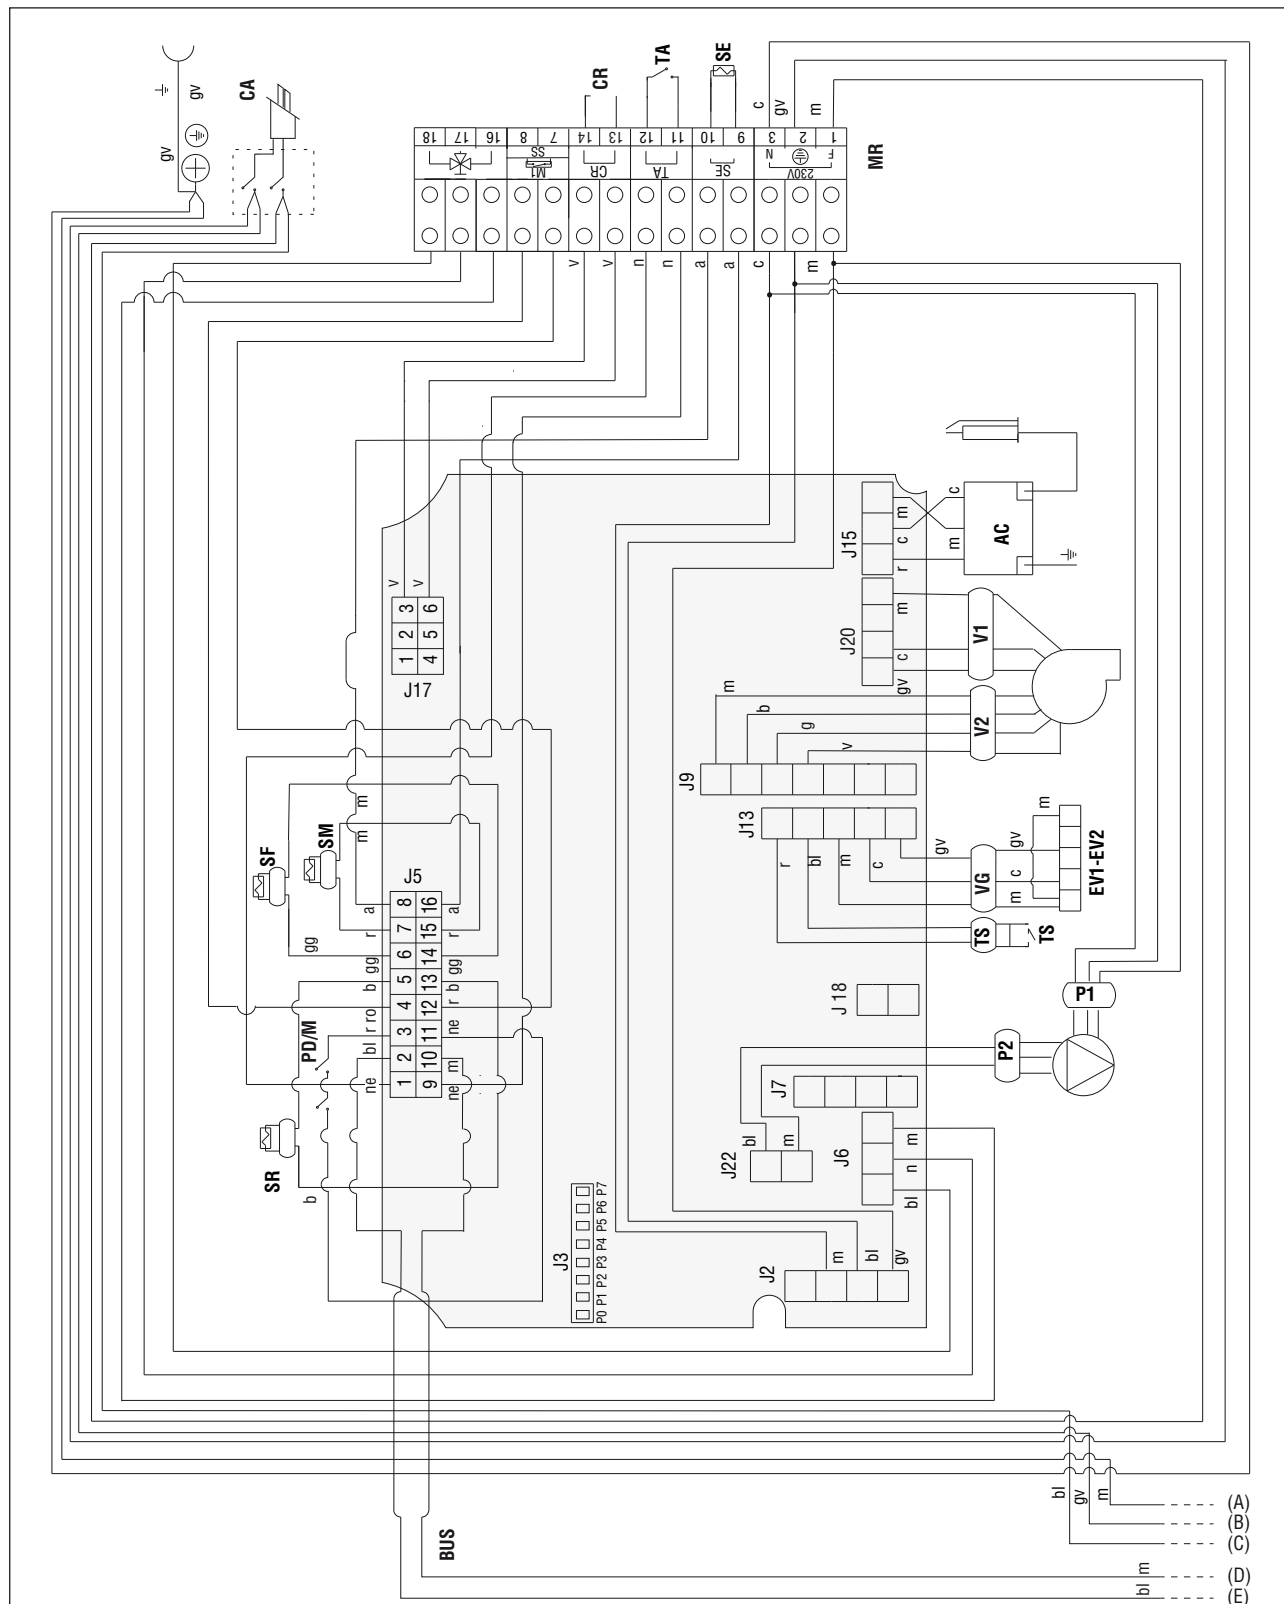 gv
gv
CA
CR
TA
SE
c
gv
m
18
17
16
8
7
14
13
12
11
10
9
3
2
1
SS
M1
CR
TA
SE
N
F
230V
MR
v
v
n
n
a
a
c
m
v
v
3
6
2
5
1
4
J17
J15
m
c
r
c
m
AC
J20
m
c
gv
V1
V2
m
b
g
v
J9
J13
r
bl
m
c
gv
VG
gv
c
m
m
EV1-EV2
TS
TS
m
m
SF
SM
J5
8
16
7
15
6
14
5
13
4
12
3
11
2
10
1
9
a
r
gg
gg
b
ro
r
bl
ne
a
r
gg
b
r
ne
m
ne
PD/M
SR
b
J 18
P1
P2
J7
bl
m
J22
J6
m
n
bl
J3
P0 P1 P2 P3 P4 P5 P6 P7
J2
m
bl
gv
BUS
bl
gv
m
(A)
(B)
(C)
m
(D)
bl
(E)